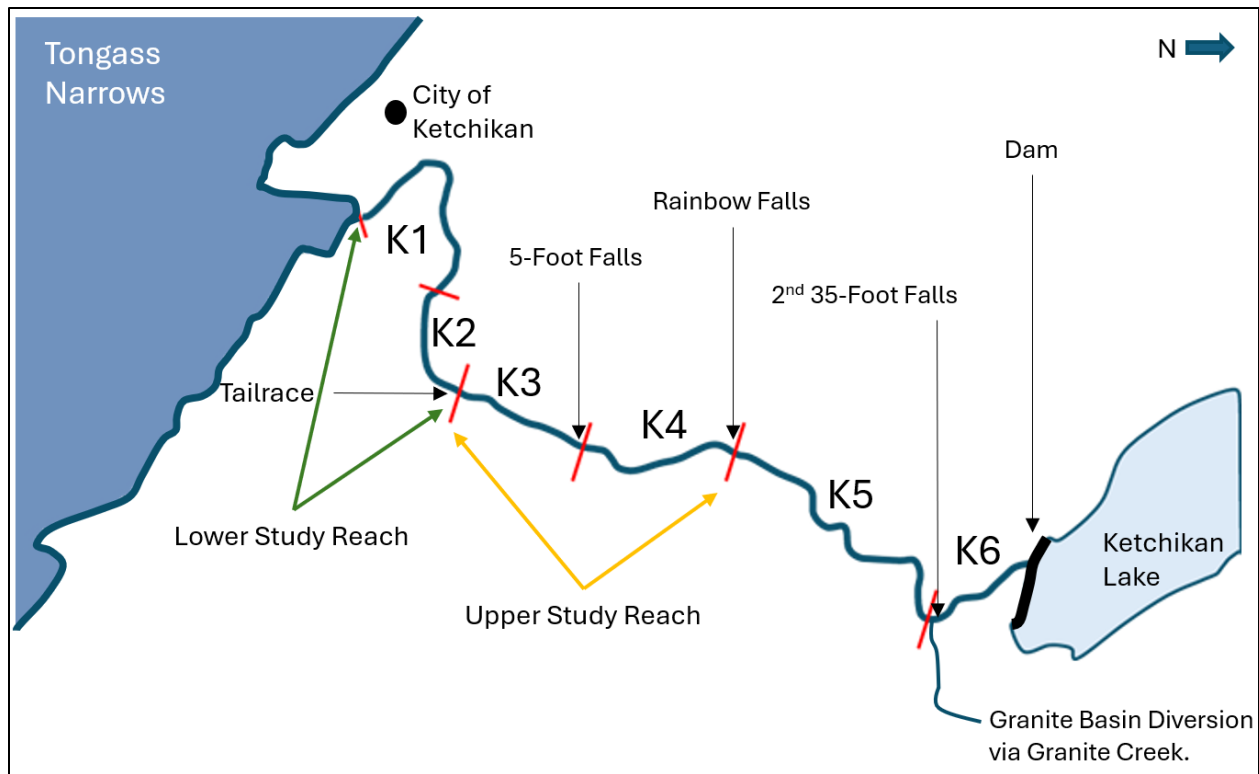 Tongass
Narrows
N
City of
Ketchikan
Dam
Rainbow Falls
K1
5-Foot Falls
2nd 35-Foot Falls
K2
K3
Tailrace
K4
K5
Lower Study Reach
K6
Ketchikan
Lake
Upper Study Reach
Granite Basin Diversion
via Granite Creek.